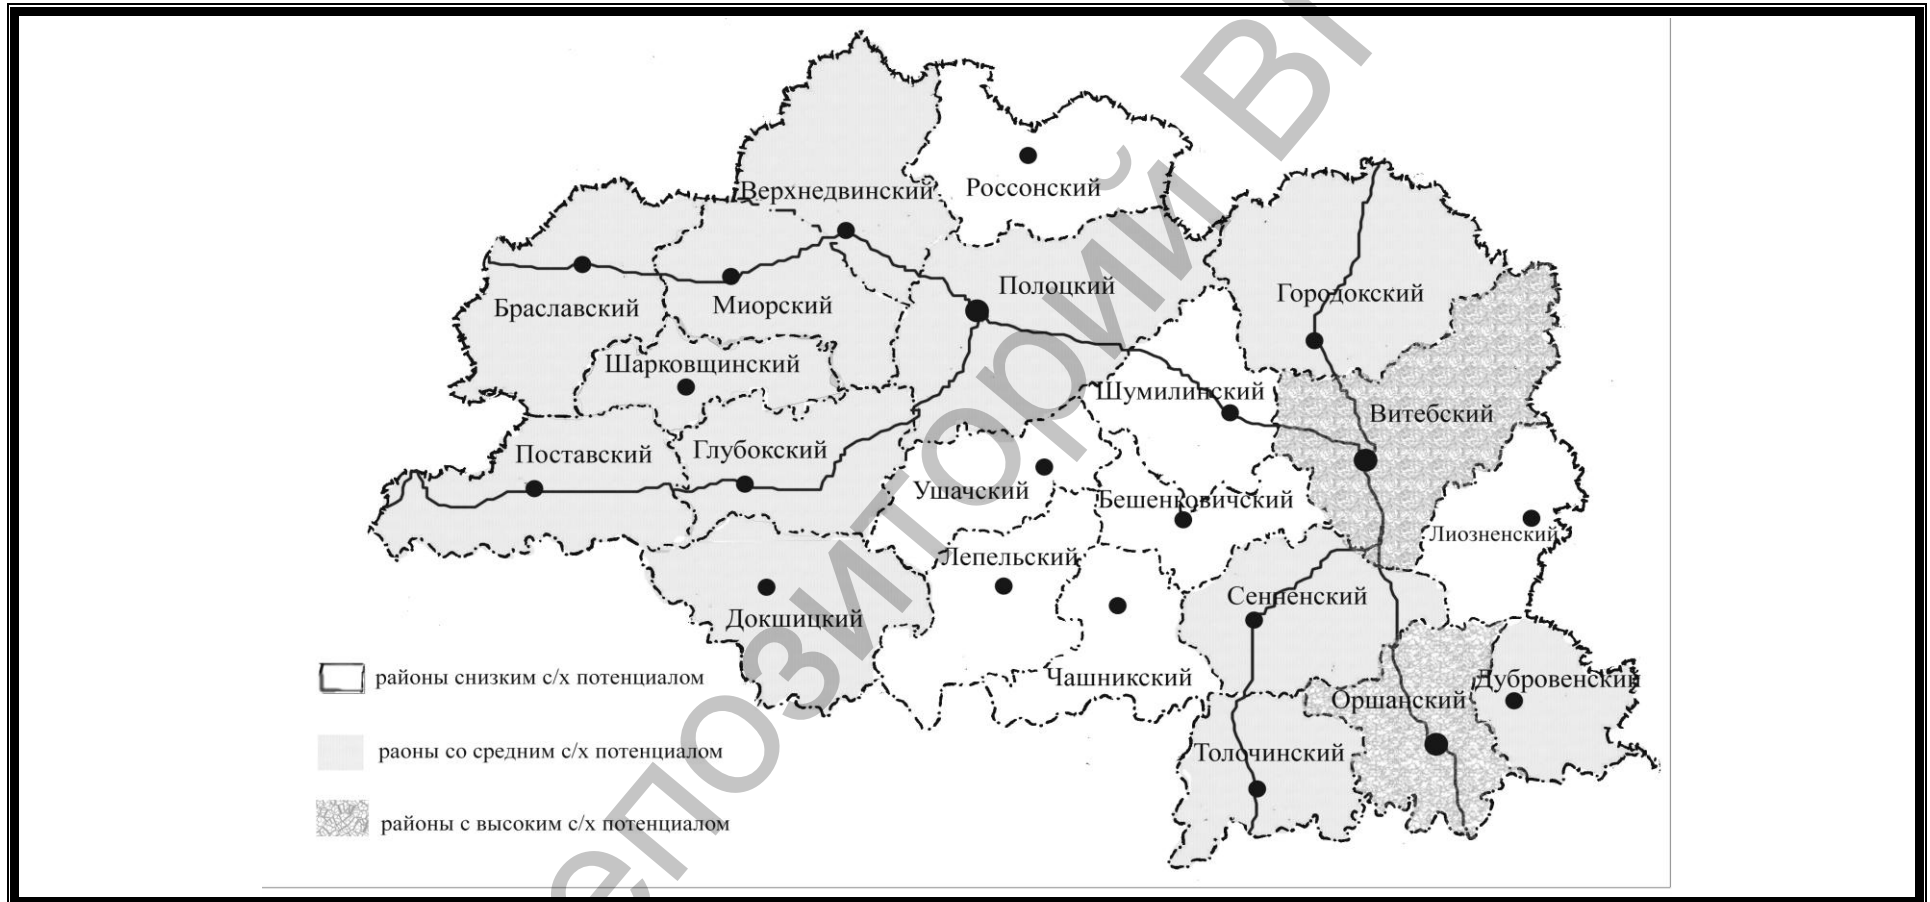 Верхнедвинский
Россонский
Браславский
Миорский
Полоцкий
Городокский
Шарковщинский
Шумилинский
Витебский
Поставский
Глубокский
Ушачский
Бешенковичский
Лиозненский
Лепельский
Сенненский
Докшицкий
Чашникский
Дубровенский
Оршанский
Толочинский
районы снизким с/х потенциалом
раоны со средним с/х потенциалом
районы с высоким с/х потенциалом
епозиторий В